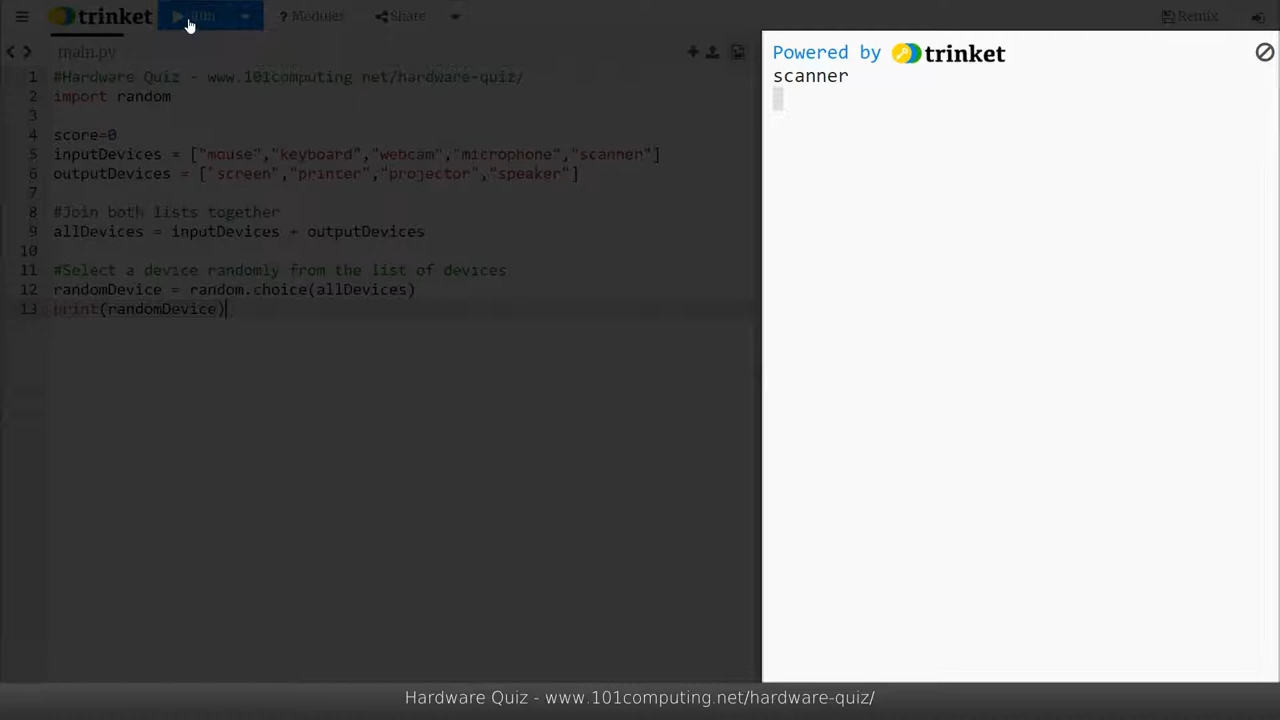 trinket Run ? Modules Share Remix
main.py
1 #Hardware Quiz - www.101computing net/hardware-quiz/
2 import random
3
4 score=0
5 inputDevices = ["mouse","keyboard","webcam","microphone","scanner"]
6 outputDevices = ["screen","printer","projector","speaker"]
7
8 #Join both lists together
9 allDevices = inputDevices + outputDevices
10
11 #Select a device randomly from the list of devices
12 randomDevice = random.choice(allDevices)
13 print(randomDevice)
Powered by trinket
scanner
Hardware Quiz - www.101computing.net/hardware-quiz/